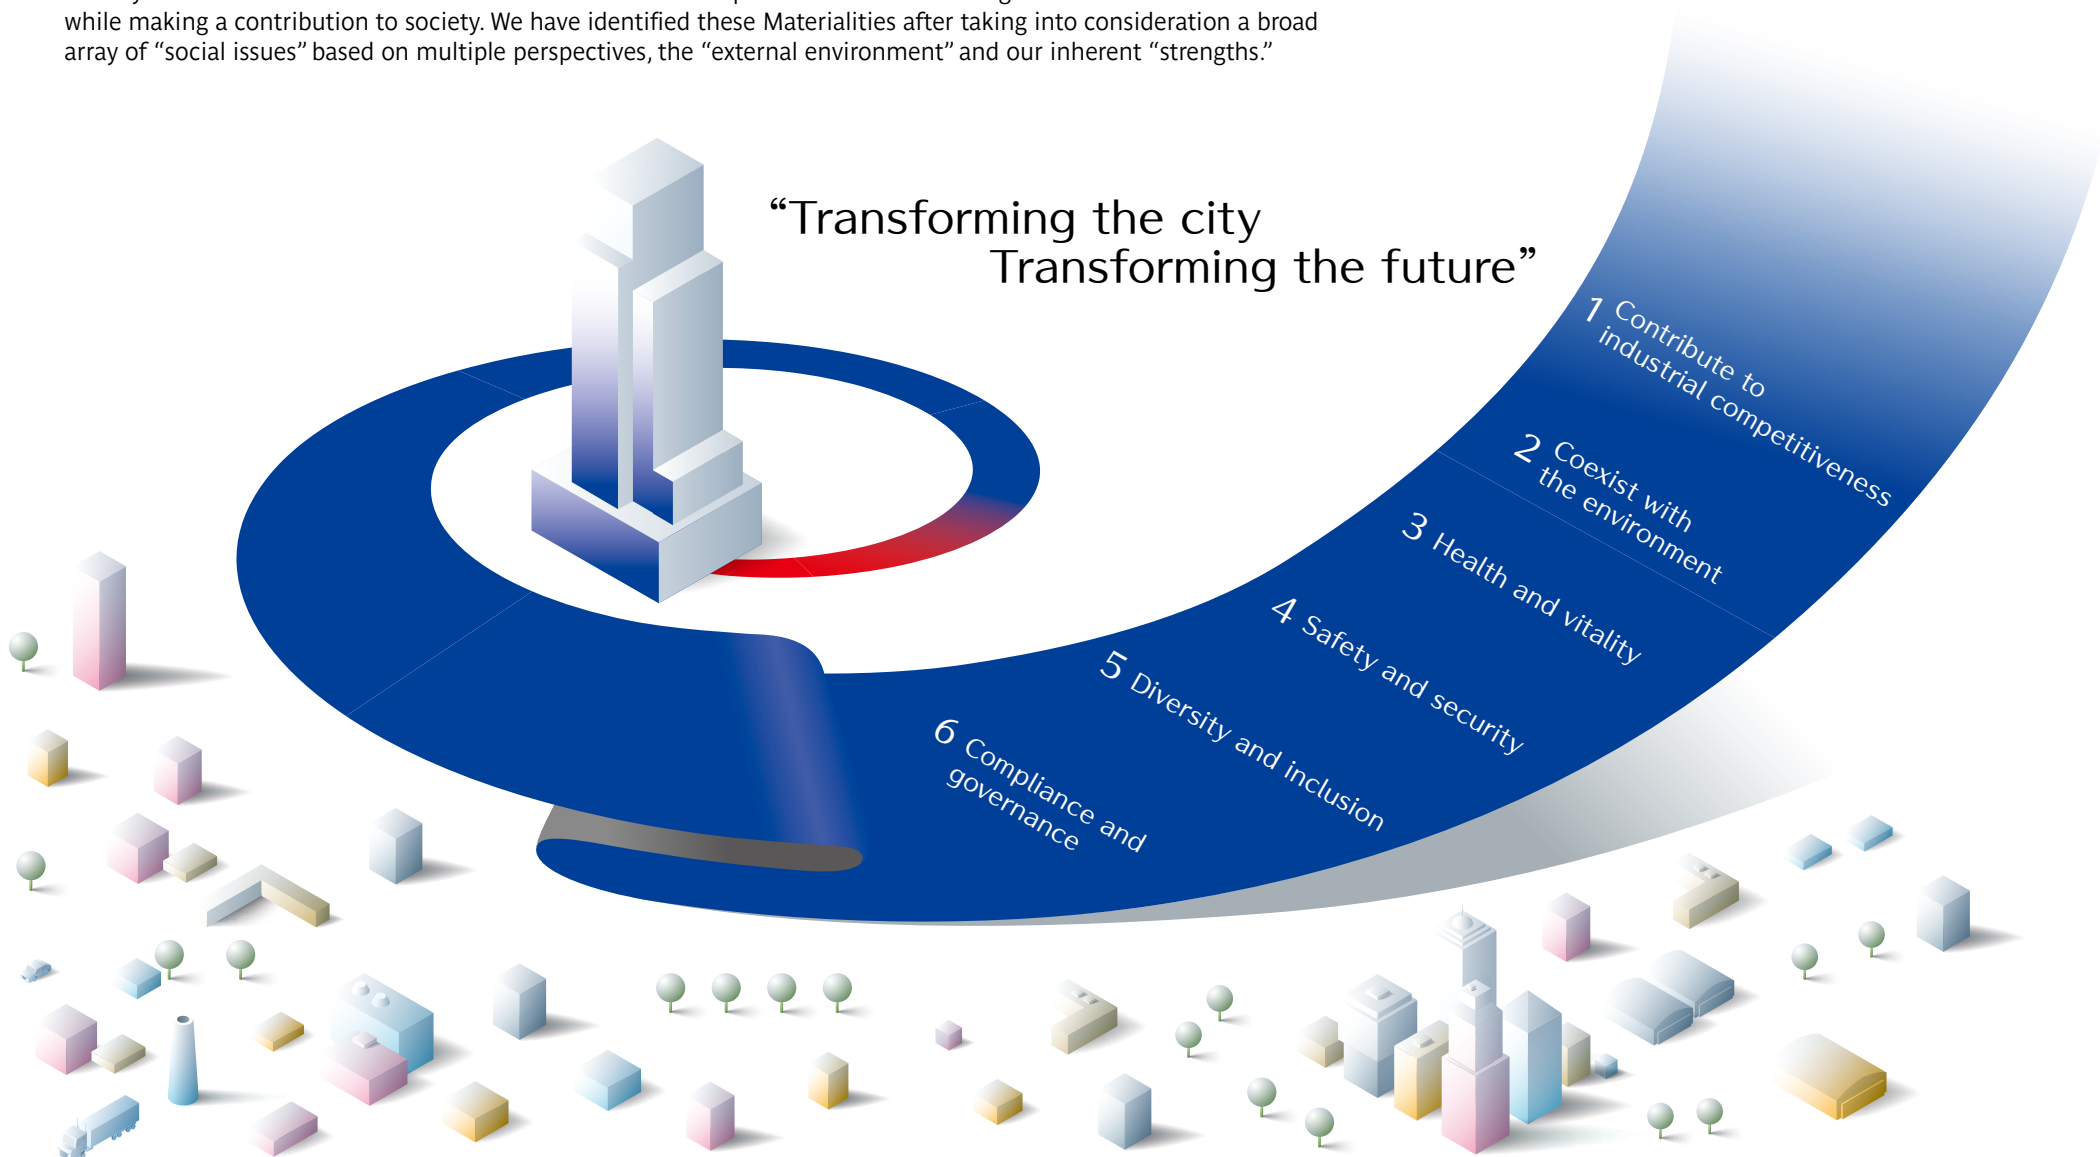 while making a contribution to society. We have identified these Materialities after taking into consideration a broad
array of “social issues” based on multiple perspectives, the “external environment” and our inherent “strengths.”
“Transforming the city
Transforming the future”
1 Contribute to
industrial competitiveness
2 Coexist with
the environment
3 Health and vitality
4 Safety and security
5 Diversity and inclusion
6 Compliance and
governance